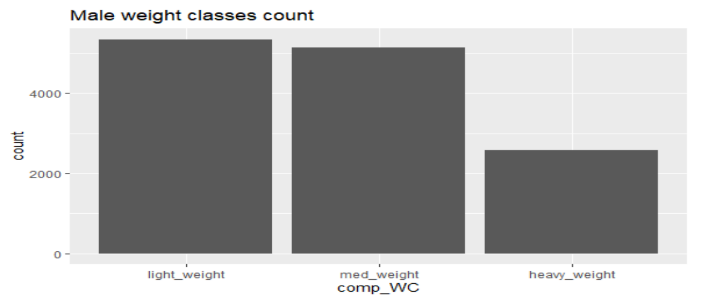 Male weight classes count
count
4000
2000
0
light_weight med_weight heavy_weight
comp_WC